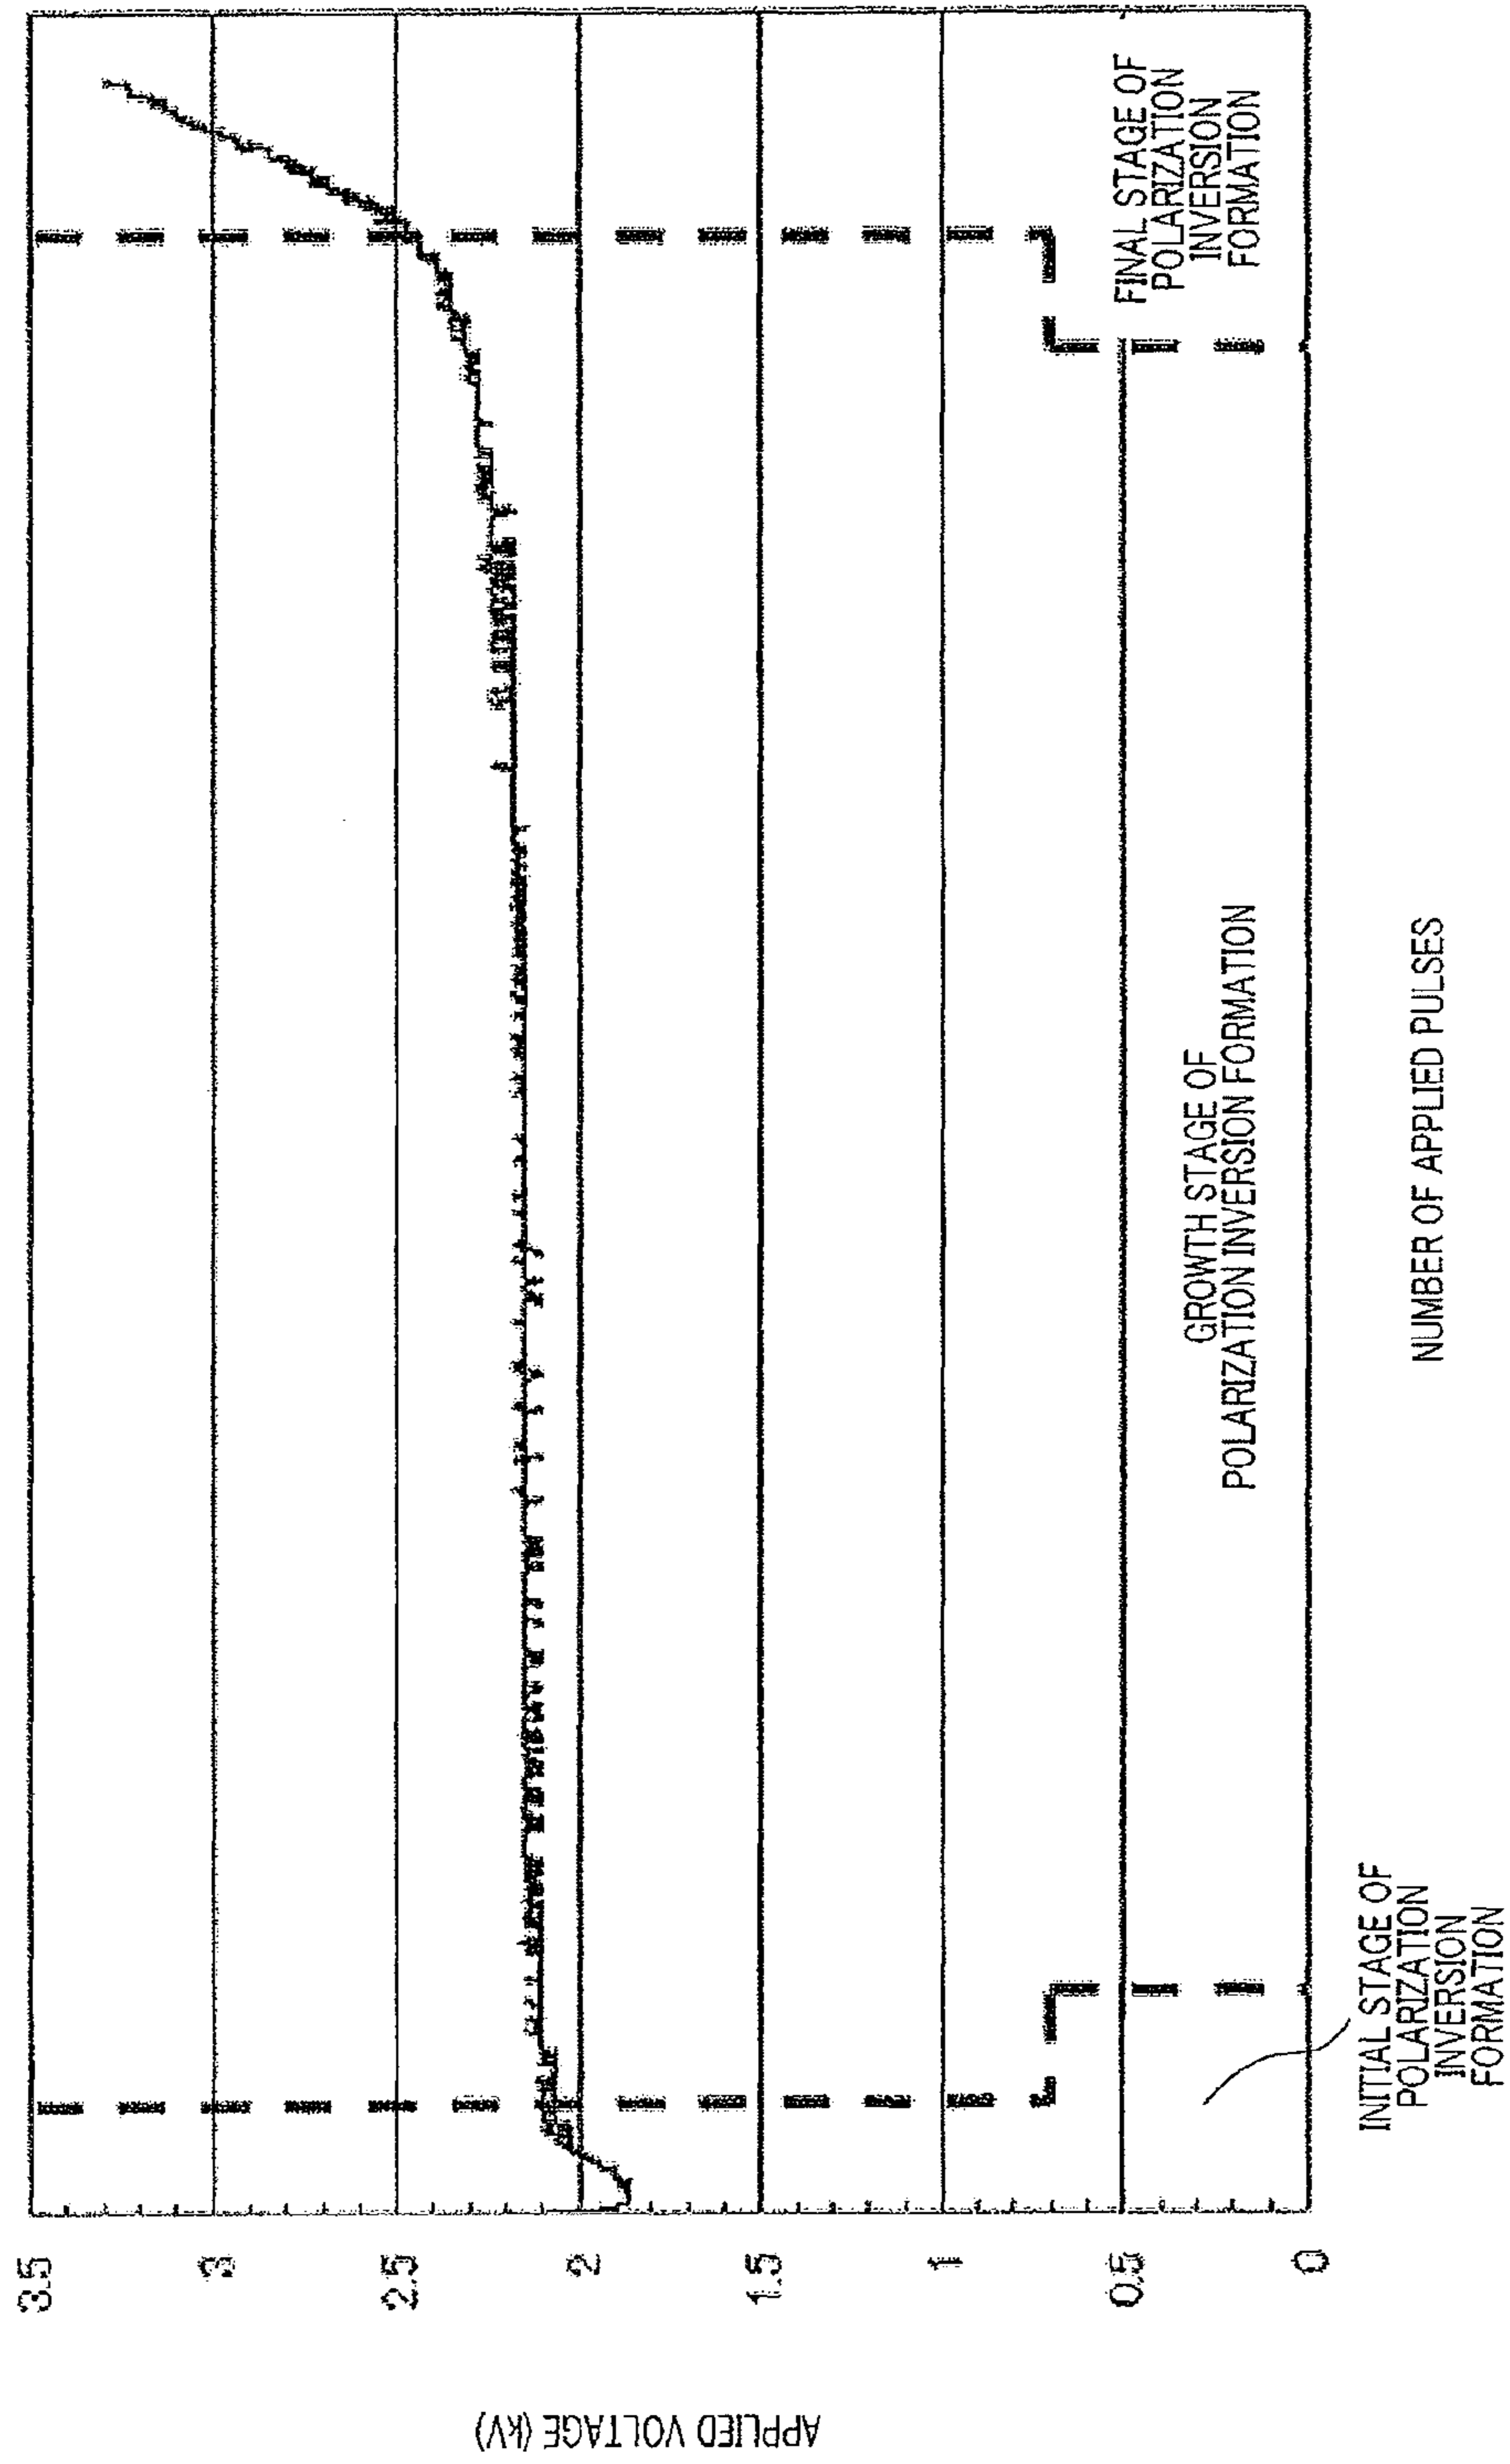 APPLIED VOLTAGE (kV)
3.5
3
2.5
2
1.5
1
0.5
0
INITIAL STAGE OF
POLARIZATION
INVERSION
FORMATION
GROWTH STAGE OF
POLARIZATION INVERSION FORMATION
FINAL STAGE OF
POLARIZATION
INVERSION
FORMATION
NUMBER OF APPLIED PULSES